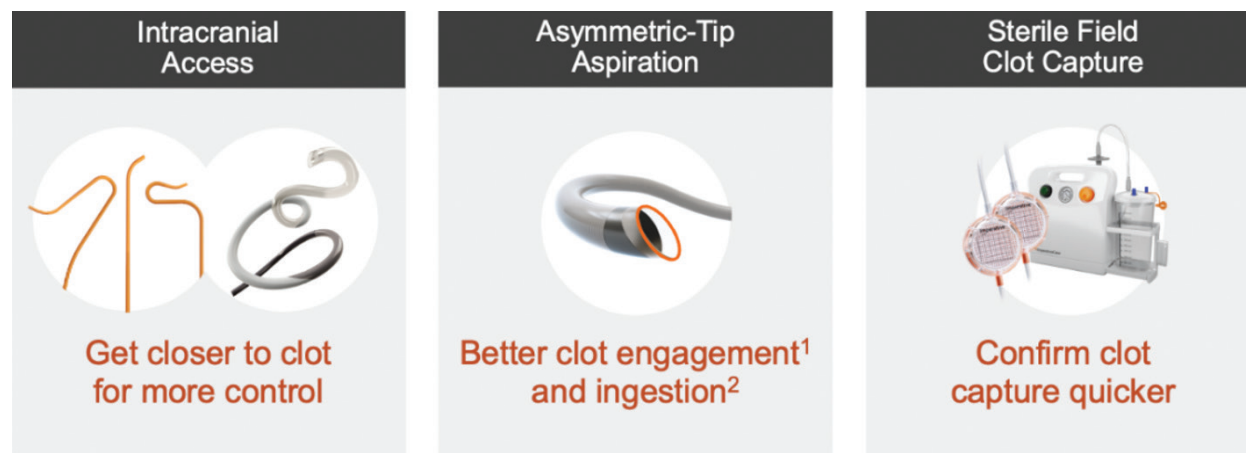 Intracranial
Access
Get closer to clot
for more control
Asymmetric-Tip
Aspiration
Better clot engagement¹
and ingestion²
Sterile Field
Clot Capture
Confirm clot
capture quicker